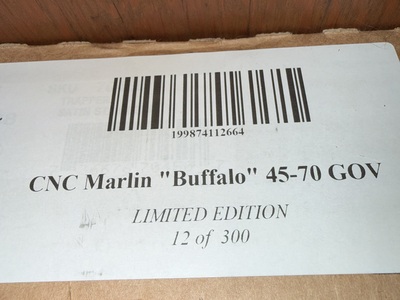 199874112664
CNC Marlin "Buffalo" 45-70 GOV
LIMITED EDITION
12 of 300